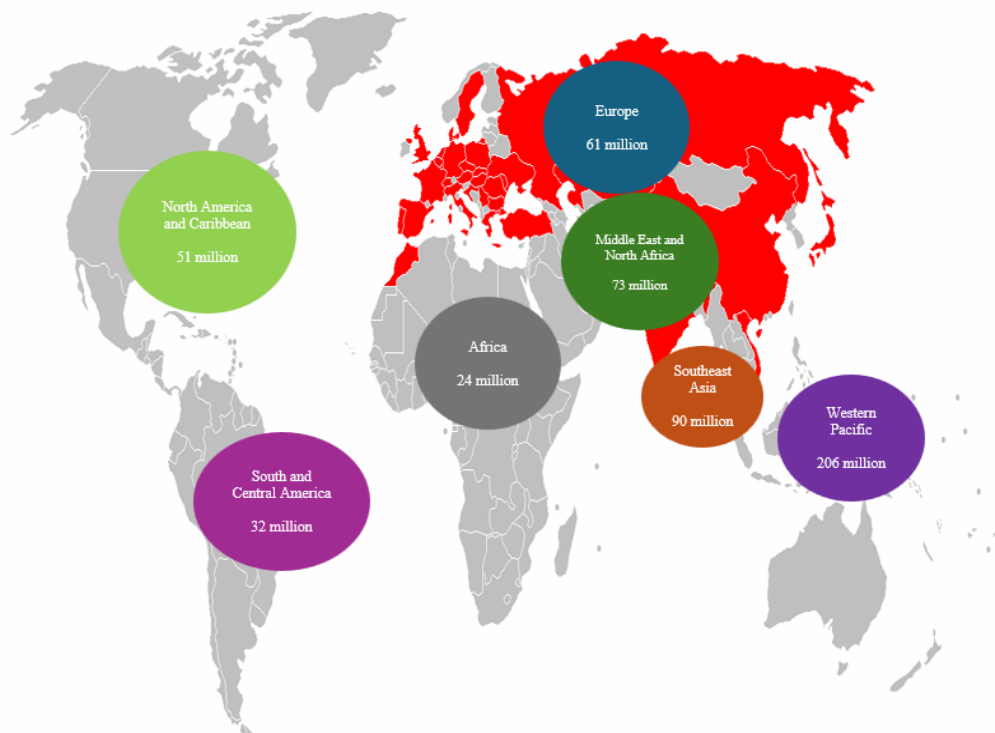 Europe
61 million
North America
and Caribbean
51 million
Middle East and
North Africa
73 million
Africa
24 million
Southeast
Asia
90 million
Western
Pacific
206 million
South and
Central America
32 million